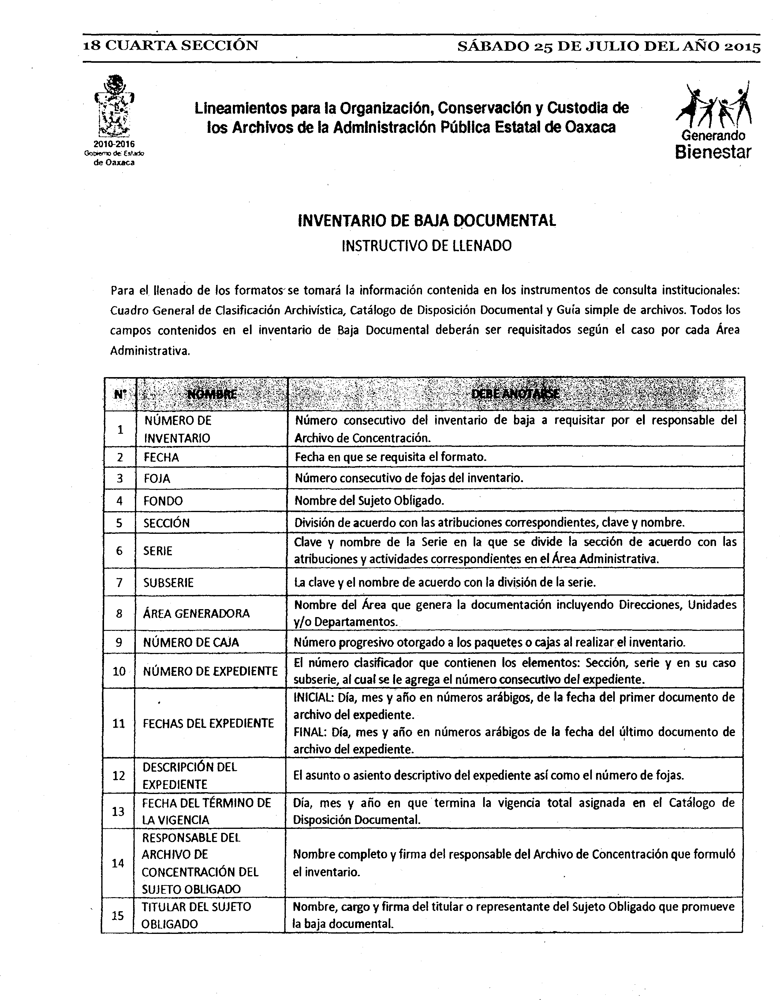 18 CUARTA SECCIÓN
SÁBADO 25 DE JULIO DEL AÑO 2015
2010-2016
Gobierno del Estado
de Oaxaca
Lineamientos para la Organización, Conservación y Custodia de
los Archivos de la Administración Pública Estatal de Oaxaca
Generando
Bienestar
INVENTARIO DE BAJA DOCUMENTAL
INSTRUCTIVO DE LLENADO
Para el llenado de los formatos se tomará la información contenida en los instrumentos de consulta institucionales:
Cuadro General de Clasificación Archivística, Catálogo de Disposición Documental y Guía simple de archivos. Todos los
campos contenidos en el inventario de Baja Documental deberán ser requisitados según el caso por cada Área
Administrativa.
N° NOMBRE DEBE ANOTARSE
1
NÚMERO DE
INVENTARIO
Número consecutivo del inventario de baja a requisitar por el responsable del
Archivo de Concentración.
2 FECHA Fecha en que se requisita el formato.
3 FOJA Número consecutivo de fojas del inventario.
4 FONDO Nombre del Sujeto Obligado.
5 SECCIÓN División de acuerdo con las atribuciones correspondientes, clave y nombre.
6 SERIE
Clave y nombre de la Serie en la que se divide la sección de acuerdo con las
atribuciones y actividades correspondientes en el Área Administrativa.
7 SUBSERIE La clave y el nombre de acuerdo con la división de la serie.
8 ÁREA GENERADORA
Nombre del Área que genera la documentación incluyendo Direcciones, Unidades
y/o Departamentos.
9 NÚMERO DE CAJA Número progresivo otorgado a los paquetes o cajas al realizar el inventario.
10 NÚMERO DE EXPEDIENTE
El número clasificador que contienen los elementos: Sección, serie y en su caso
subserie, al cual se le agrega el número consecutivo del expediente.
11 FECHAS DEL EXPEDIENTE
INICIAL: Día, mes y año en números arábigos, de la fecha del primer documento de
archivo del expediente.
FINAL: Día, mes y año en números arábigos de la fecha del último documento de
archivo del expediente.
12
DESCRIPCIÓN DEL
EXPEDIENTE
El asunto o asiento descriptivo del expediente así como el número de fojas.
13
FECHA DEL TÉRMINO DE
LA VIGENCIA
Día, mes y año en que termina la vigencia total asignada en el Catálogo de
Disposición Documental.
14
RESPONSABLE DEL
ARCHIVO DE
CONCENTRACIÓN DEL
SUJETO OBLIGADO
Nombre completo y firma del responsable del Archivo de Concentración que formuló
el inventario.
15
TITULAR DEL SUJETO
OBLIGADO
Nombre, cargo y firma del titular o representante del Sujeto Obligado que promueve
la baja documental.